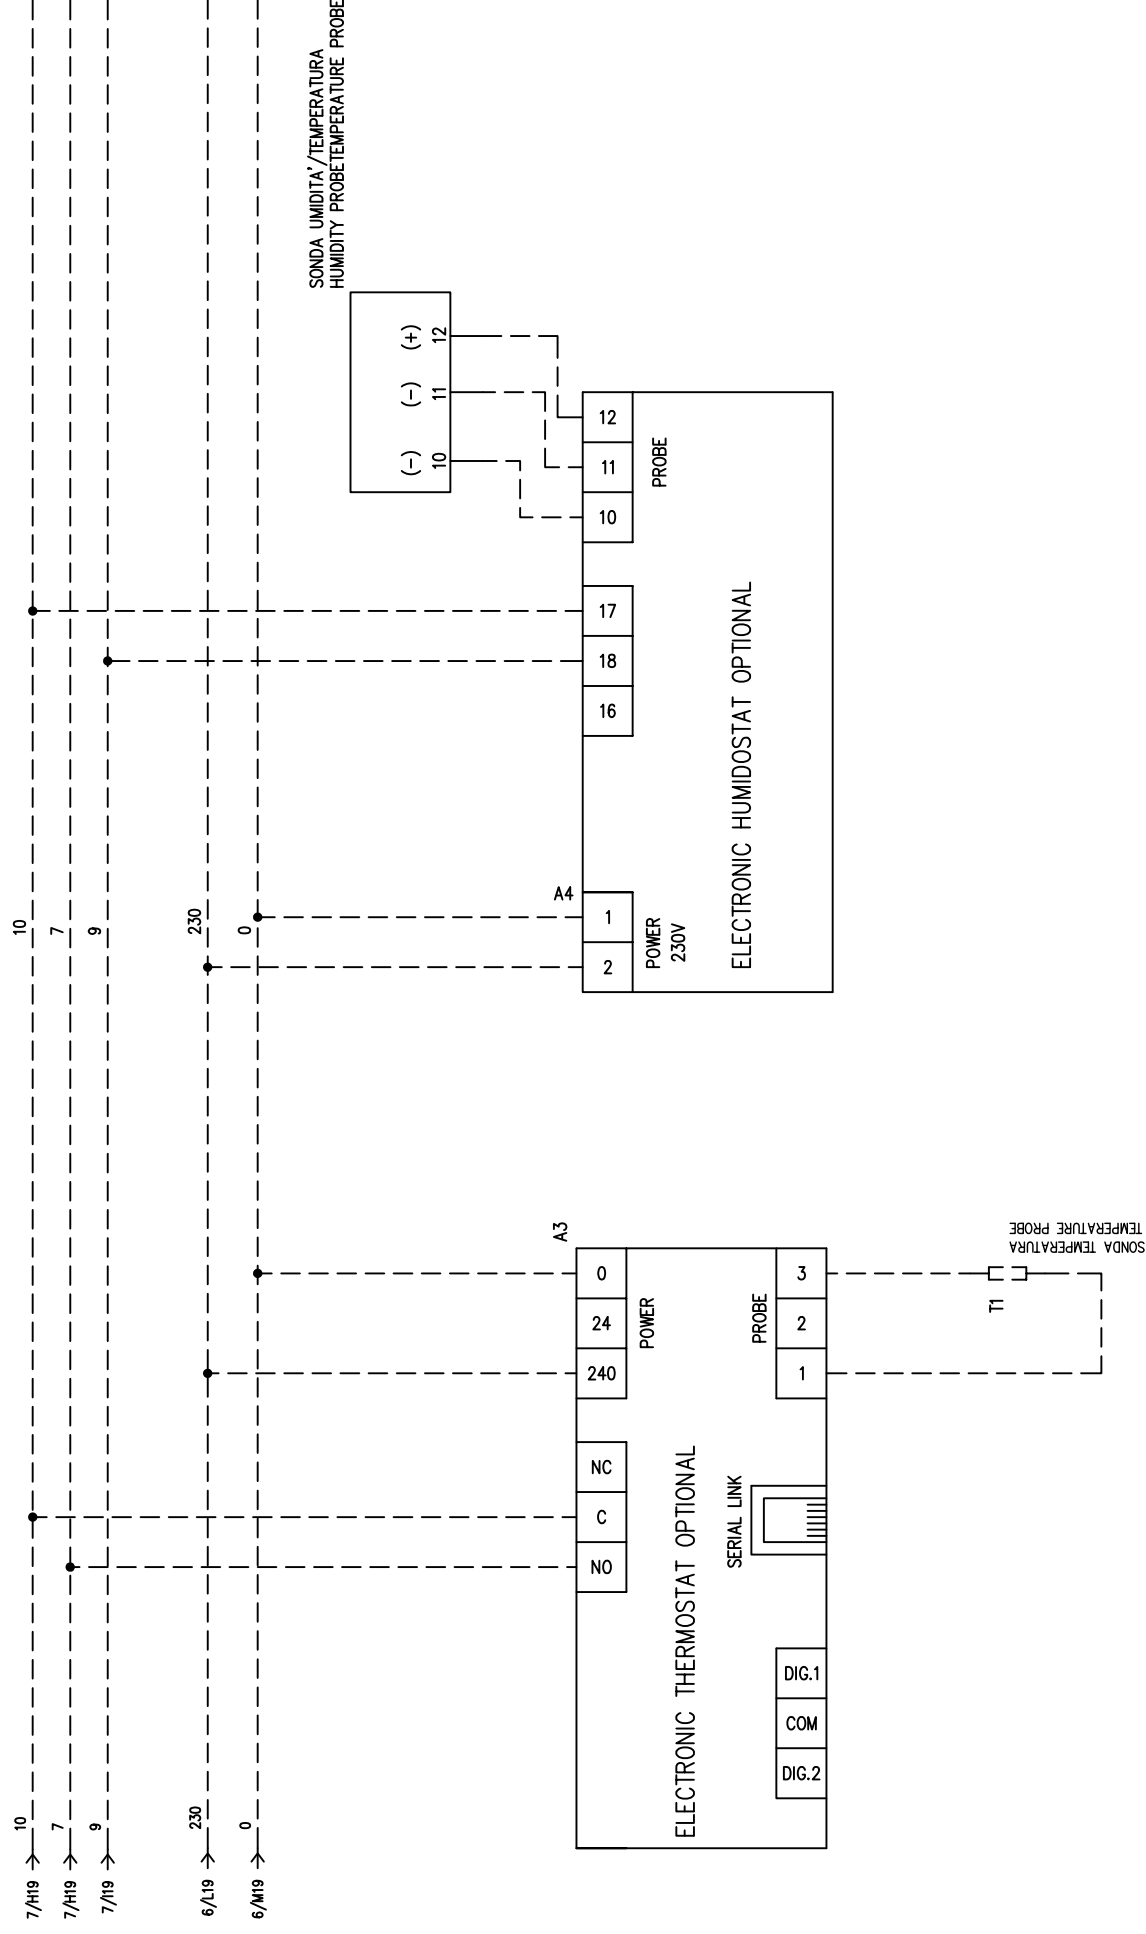 SONDA UMIDITA'/TEMPERATURA
HUMIDITY PROBETEMPERATURE PROBE
(+)
(-)
(-)
12
11
10
12
11
10
PROBE
17
18
16
A4
1
2
POWER
230V
ELECTRONIC HUMIDOSTAT OPTIONAL
10
7
9
230
0
A3
0
24
240
POWER
NC
C
NO
ELECTRONIC THERMOSTAT OPTIONAL
PROBE
3
2
1
SERIAL LINK
DIG.1
COM
DIG.2
T1
SONDA TEMPERATURA
TEMPERATURE PROBE
10
7
9
230
0
7/H19
7/H19
7/I19
6/L19
6/M19